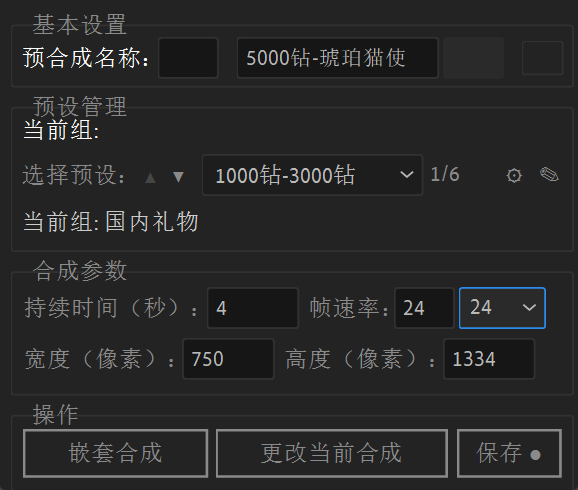 基本设置
预合成名称: 5000钻-琥珀猫使
预设管理
当前组:
选择预设: ▲ ▼ 1000钻-3000钻 1/6 ⚙ ✎
当前组: 国内礼物
合成参数
持续时间（秒）: 4 帧速率: 24 24
宽度（像素）: 750 高度（像素）: 1334
操作
嵌套合成 更改当前合成 保存 ●